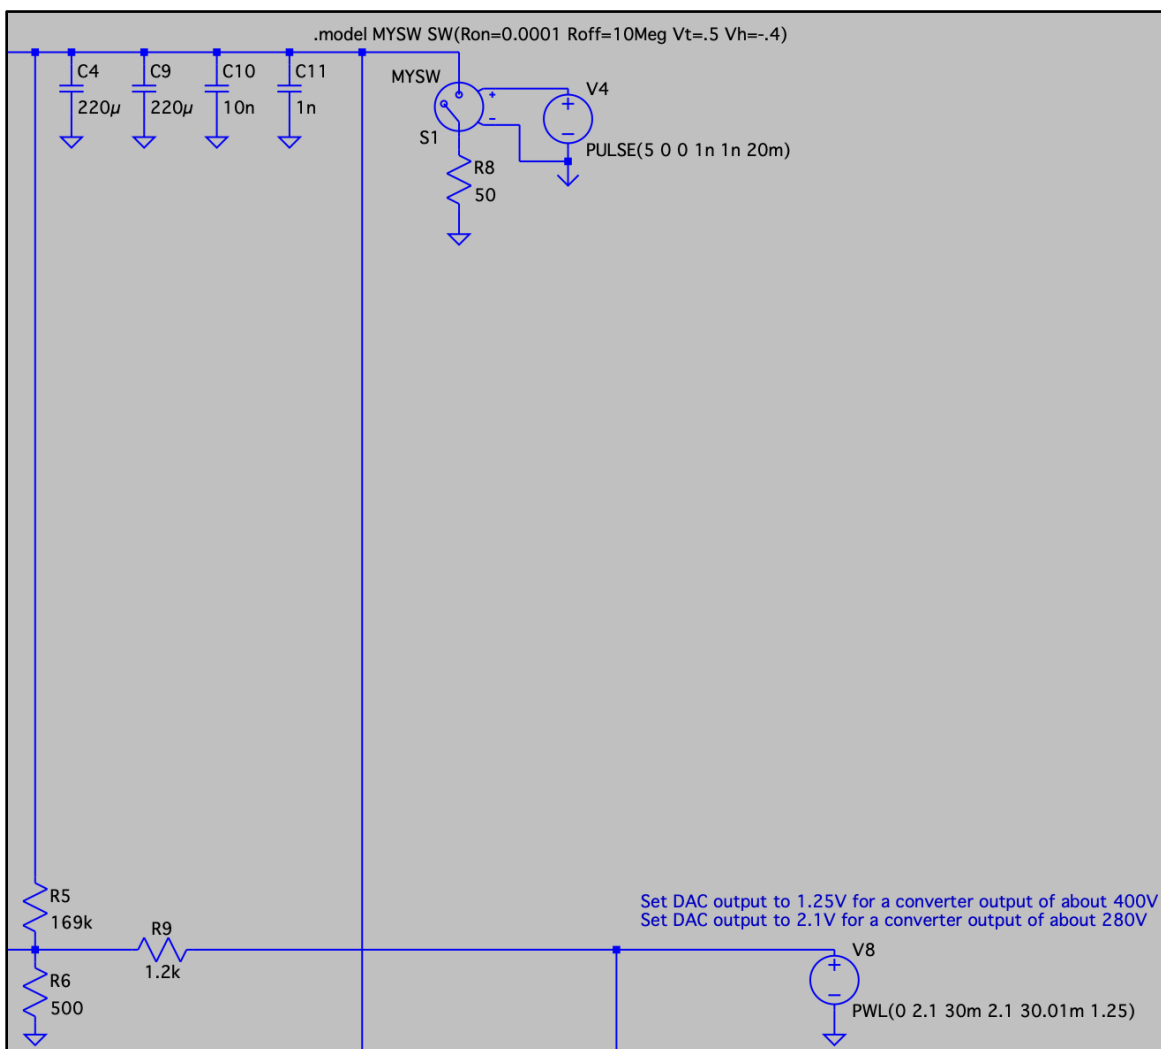 .model MYSW SW(Ron=0.0001 Roff=10Meg Vt=.5 Vh=-.4)
C4
220µ
C9
220µ
C10
10n
C11
1n
MYSW
S1
V4
PULSE(5 0 0 1n 1n 20m)
R8
50
Set DAC output to 1.25V for a converter output of about 400V
Set DAC output to 2.1V for a converter output of about 280V
R5
169k
R9
1.2k
V8
R6
500
PWL(0 2.1 30m 2.1 30.01m 1.25)